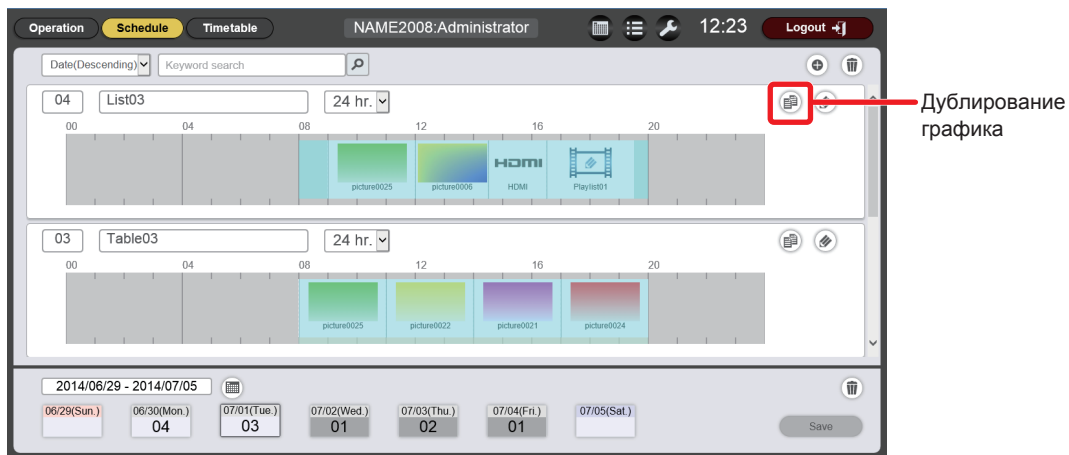 Operation Schedule Timetable NAME2008:Administrator 12:23 Logout
Date(Descending) Keyword search
04 List03 24 hr.
00 04 08 12 16 20
HDMI
picture0025 picture0006 HDMI Playlist01
03 Table03 24 hr.
00 04 08 12 16 20
picture0025 picture0022 picture0021 picture0024
2014/06/29 - 2014/07/05
06/29(Sun.) 06/30(Mon.) 07/01(Tue.) 07/02(Wed.) 07/03(Thu.) 07/04(Fri.) 07/05(Sat.)
04 03 01 02 01
Save
Дублирование
графика